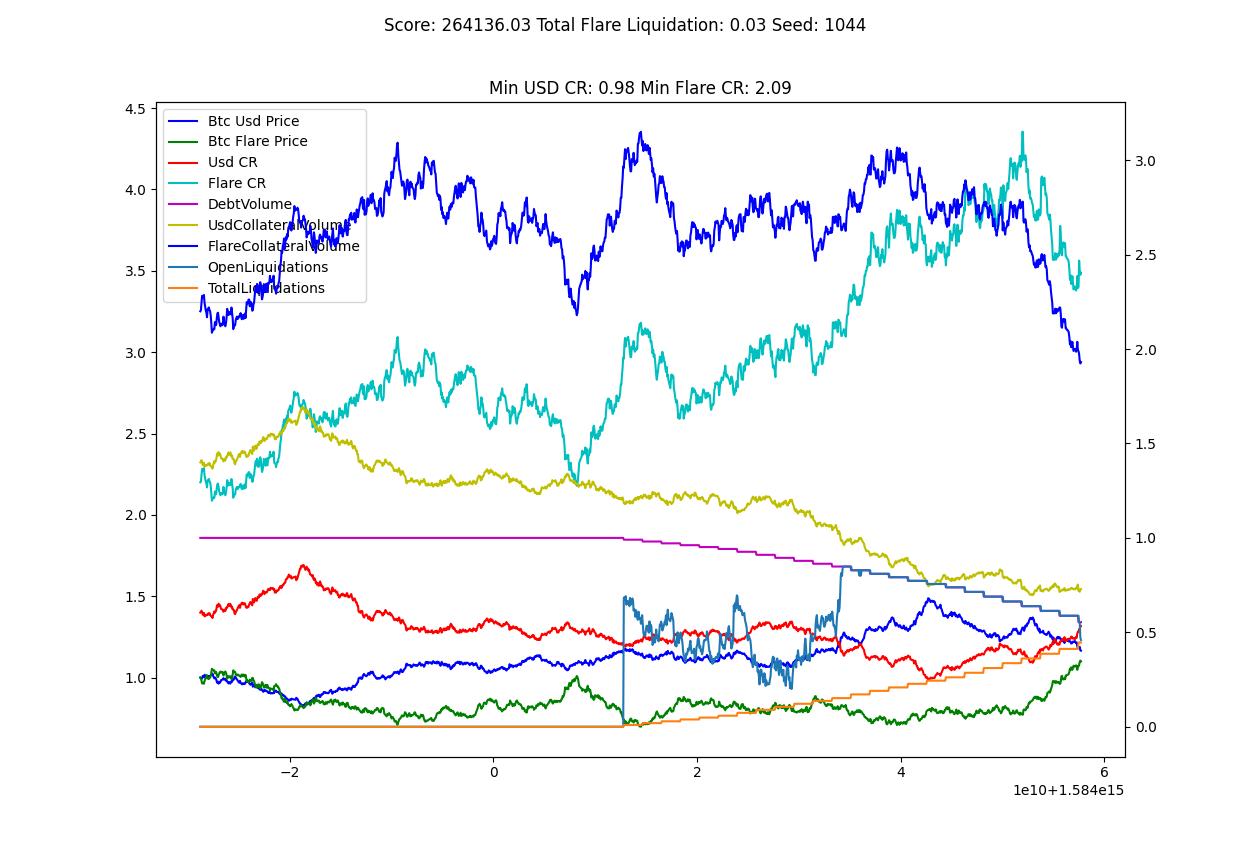 Score: 264136.03 Total Flare Liquidation: 0.03 Seed: 1044
Min USD CR: 0.98 Min Flare CR: 2.09
Btc Usd Price
Btc Flare Price
Usd CR
Flare CR
DebtVolume
UsdCollateralVolume
FlareCollateralVolume
OpenLiquidations
TotalLiquidations
4.5
4.0
3.5
3.0
2.5
2.0
1.5
1.0
3.0
2.5
2.0
1.5
1.0
0.5
0.0
−2
0
2
4
6
1e10+1.584e15